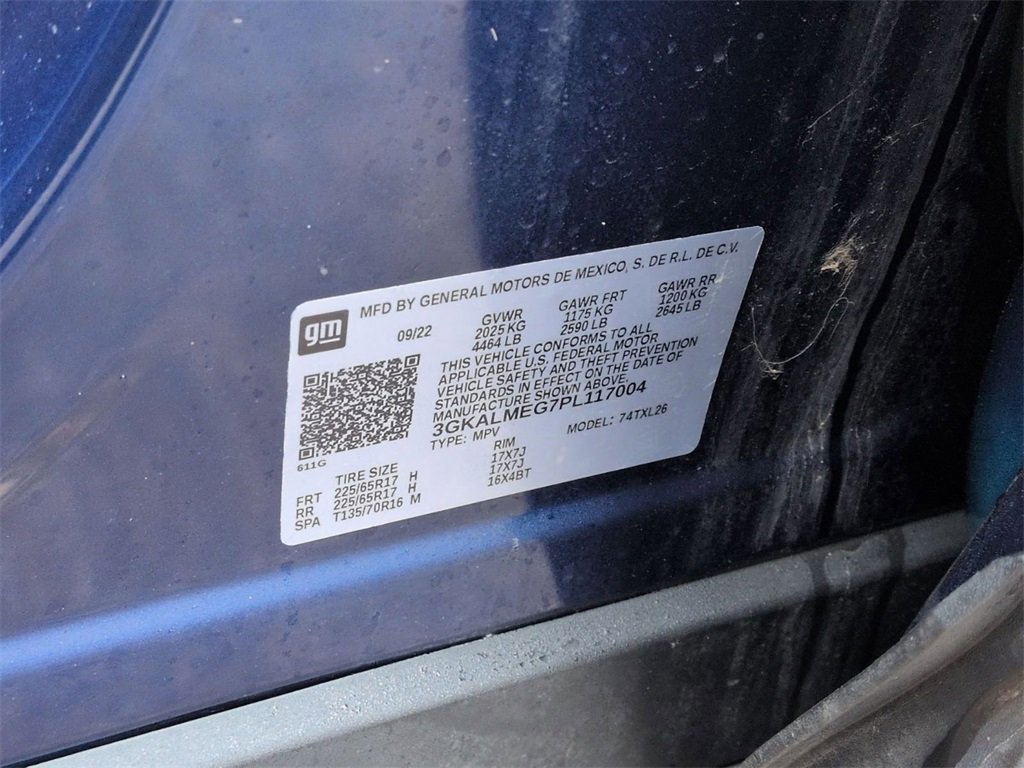 MFD BY GENERAL MOTORS DE MEXICO, S. DE R.L. DE C.V.
gm
09/22 GVWR GAWR FRT GAWR RR
2025 KG 1175 KG 1200 KG
4464 LB 2590 LB 2645 LB
THIS VEHICLE CONFORMS TO ALL
APPLICABLE U.S. FEDERAL MOTOR
VEHICLE SAFETY AND THEFT PREVENTION
STANDARDS IN EFFECT ON THE DATE OF
MANUFACTURE SHOWN ABOVE.
3GKALMEG7PL117004
TYPE: MPV MODEL: 74TXL26
611G
TIRE SIZE RIM
FRT 225/65R17 H 17X7J
RR 225/65R17 H 17X7J
SPA T135/70R16 M 16X4BT